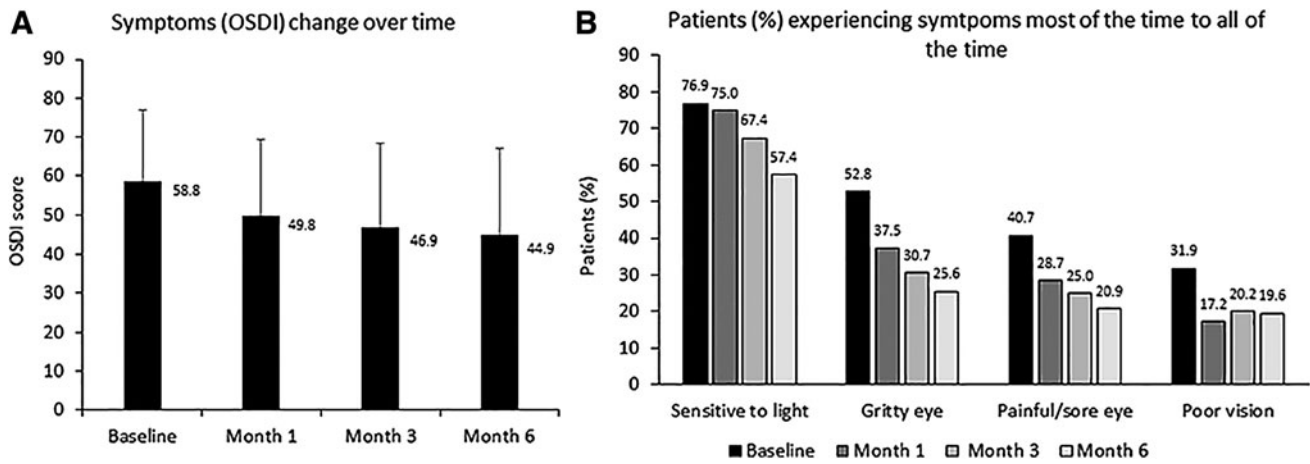 A
Symptoms (OSDI) change over time
OSDI score
90
80
70
60
50
40
30
20
10
0
58.8
49.8
46.9
44.9
Baseline Month 1 Month 3 Month 6
B
Patients (%) experiencing symtpoms most of the time to all of
the time
Patients (%)
90
80
70
60
50
40
30
20
10
0
76.9 75.0 67.4 57.4
52.8 37.5 30.7 25.6
40.7 28.7 25.0 20.9
31.9 17.2 20.2 19.6
Sensitive to light Gritty eye Painful/sore eye Poor vision
Baseline Month 1 Month 3 Month 6